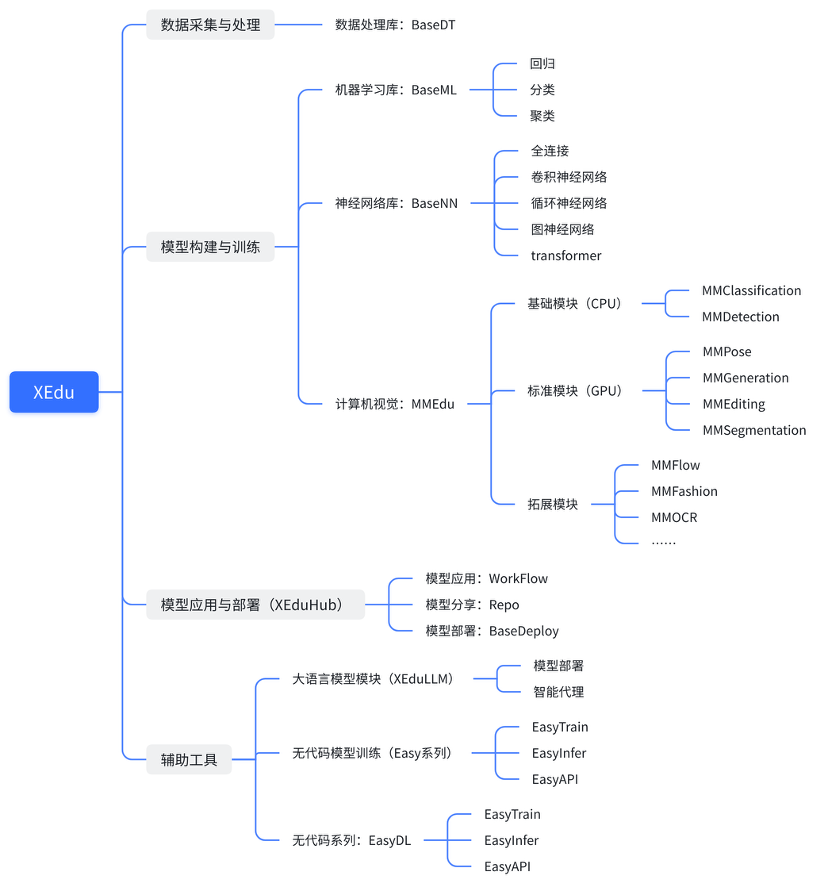 XEdu
数据采集与处理
数据处理库：BaseDT
模型构建与训练
机器学习库：BaseML
回归
分类
聚类
神经网络库：BaseNN
全连接
卷积神经网络
循环神经网络
图神经网络
transformer
计算机视觉：MMEdu
基础模块（CPU）
MMClassification
MMDetection
标准模块（GPU）
MMPose
MMGeneration
MMEditing
MMSegmentation
拓展模块
MMFlow
MMFashion
MMOCR
……
模型应用与部署（XEduHub）
模型应用：WorkFlow
模型分享：Repo
模型部署：BaseDeploy
辅助工具
大语言模型模块（XEduLLM）
模型部署
智能代理
无代码模型训练（Easy系列）
EasyTrain
EasyInfer
EasyAPI
无代码系列：EasyDL
EasyTrain
EasyInfer
EasyAPI